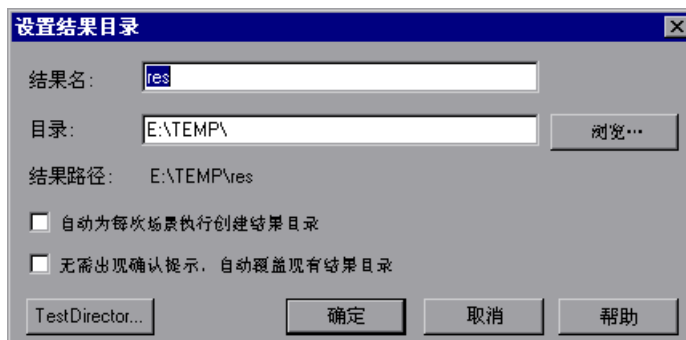 设置结果目录
结果名: res
目录: E:\TEMP\ 浏览…
结果路径: E:\TEMP\res
自动为每次场景执行创建结果目录
无需出现确认提示，自动覆盖现有结果目录
TestDirector... 确定 取消 帮助